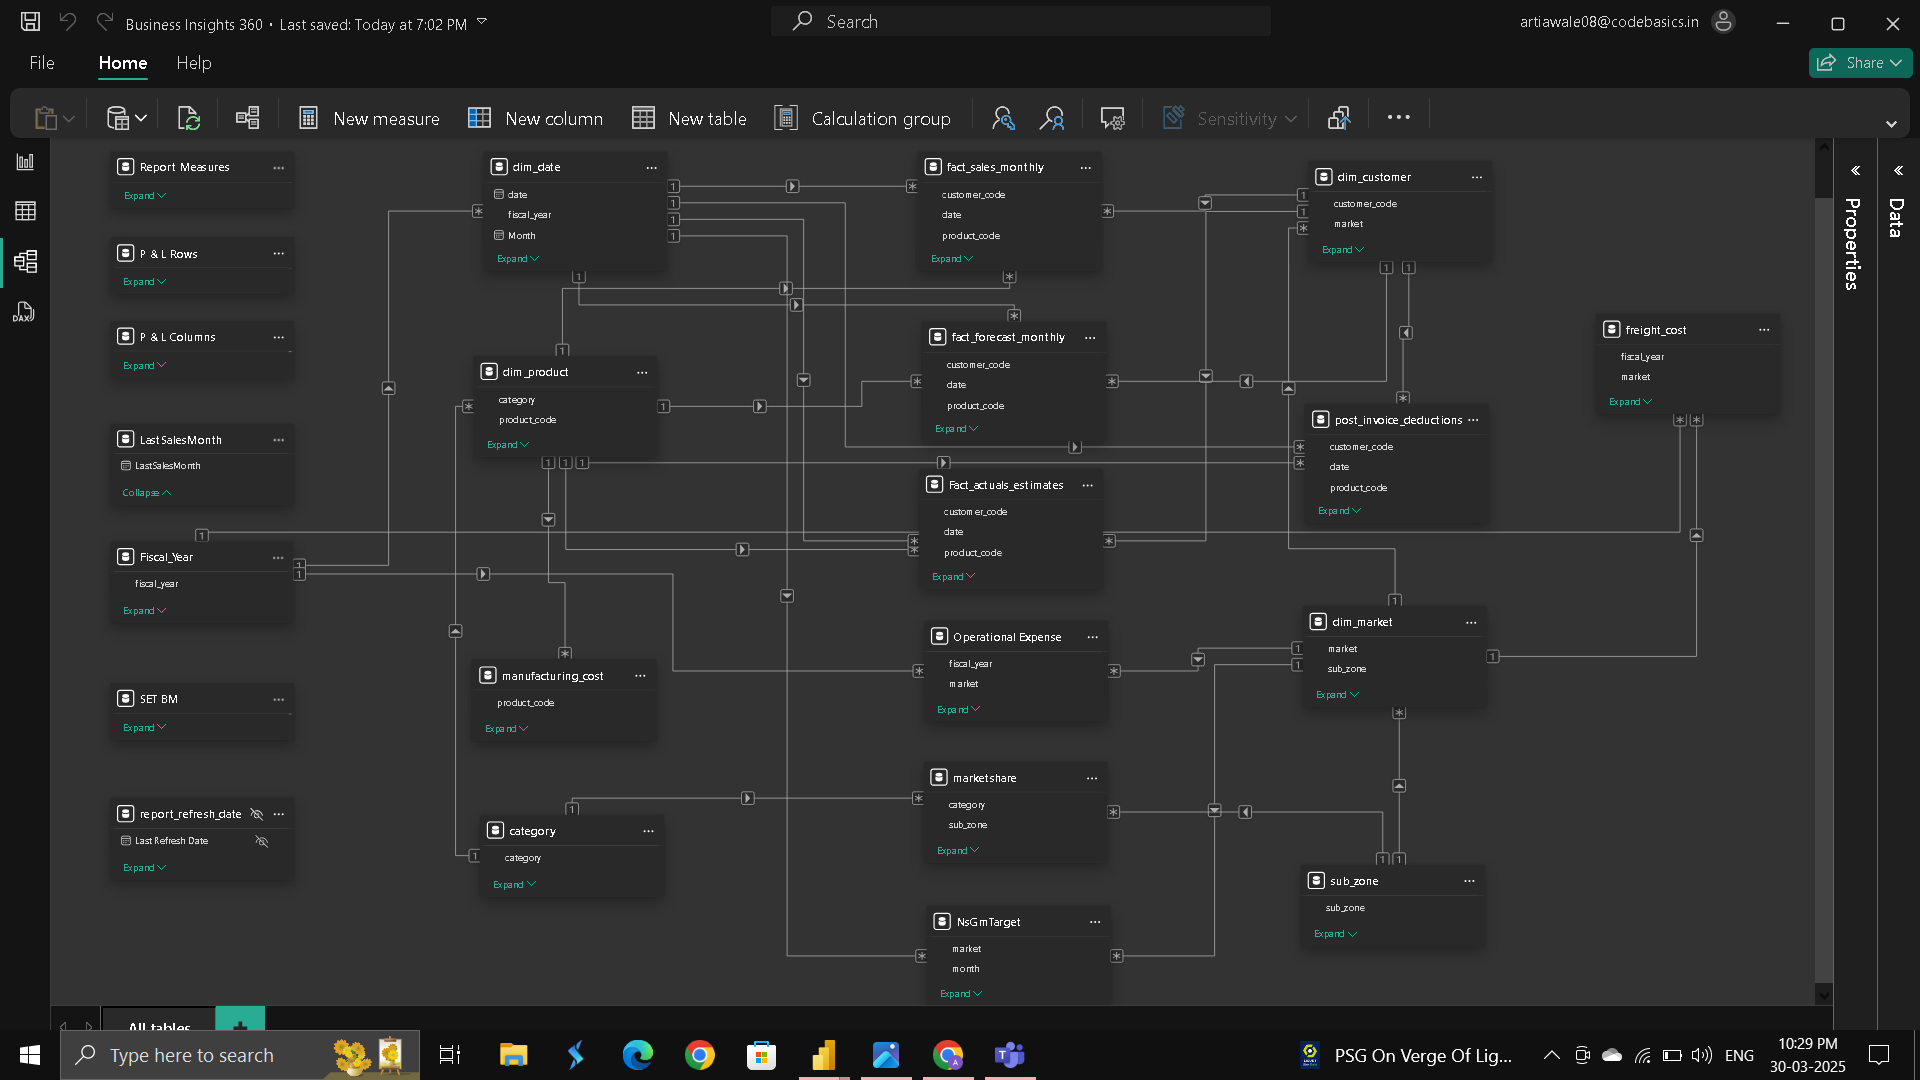 Business Insights 360 • Last saved: Today at 7:02 PM
Search
artiawale08@codebasics.in
File
Home
Help
Share
New measure
New column
New table
Calculation group
Sensitivity
Report Measures
Expand
P & L Rows
Expand
P & L Columns
Expand
LastSalesMonth
LastSalesMonth
Collapse
Fiscal_Year
fiscal_year
Expand
SET BM
Expand
report_refresh_date
Last Refresh Date
Expand
dim_date
date
fiscal_year
Month
Expand
dim_product
category
product_code
Expand
manufacturing_cost
product_code
Expand
category
category
Expand
fact_sales_monthly
customer_code
date
product_code
Expand
fact_forecast_monthly
customer_code
date
product_code
Expand
Fact_actuals_estimates
customer_code
date
product_code
Expand
Operational Expense
fiscal_year
market
Expand
marketshare
category
sub_zone
Expand
NsGmTarget
market
month
Expand
dim_customer
customer_code
market
Expand
post_invoice_deductions
customer_code
date
product_code
Expand
dim_market
market
sub_zone
Expand
sub_zone
sub_zone
Expand
freight_cost
fiscal_year
market
Expand
Properties
Data
DAX
All tables
Type here to search
PSG On Verge Of Lig...
ENG
10:29 PM
30-03-2025